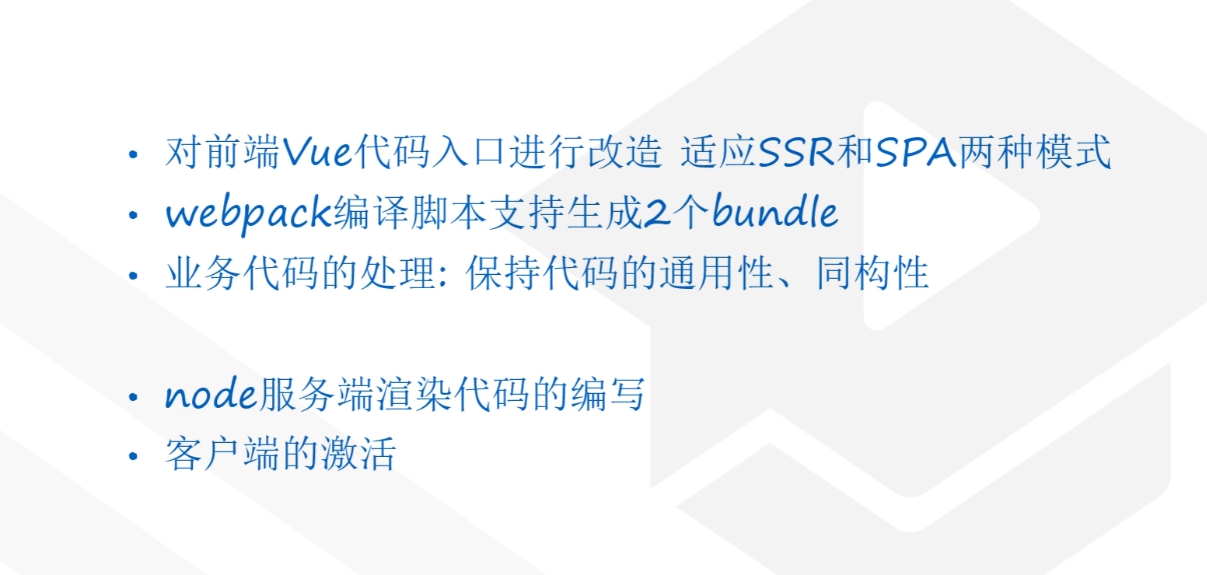 • 对前端Vue代码入口进行改造 适应SSR和SPA两种模式
• webpack编译脚本支持生成2个bundle
• 业务代码的处理: 保持代码的通用性、同构性
• node服务端渲染代码的编写
• 客户端的激活